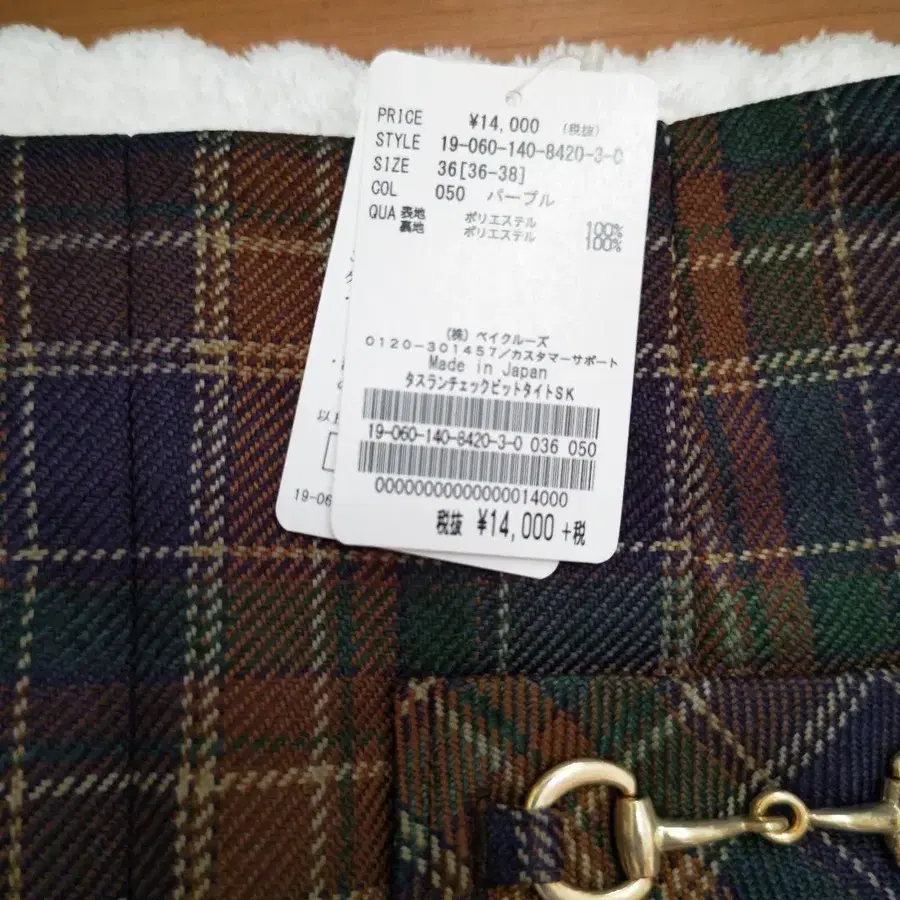 PRICE ¥14,000 (税抜)
STYLE 19-060-140-8420-3-0
SIZE 36[36-38]
COL 050 パープル
QUA 表地 ポリエステル 100%
裏地 ポリエステル 100%
(株) ベイクルーズ
0120-301457/カスタマーサポート
Made in Japan
タスランチェックビットタイトSK
19-060-140-8420-3-0 036 050
00000000000000014000
税抜 ¥14,000 +税
以上
19-06